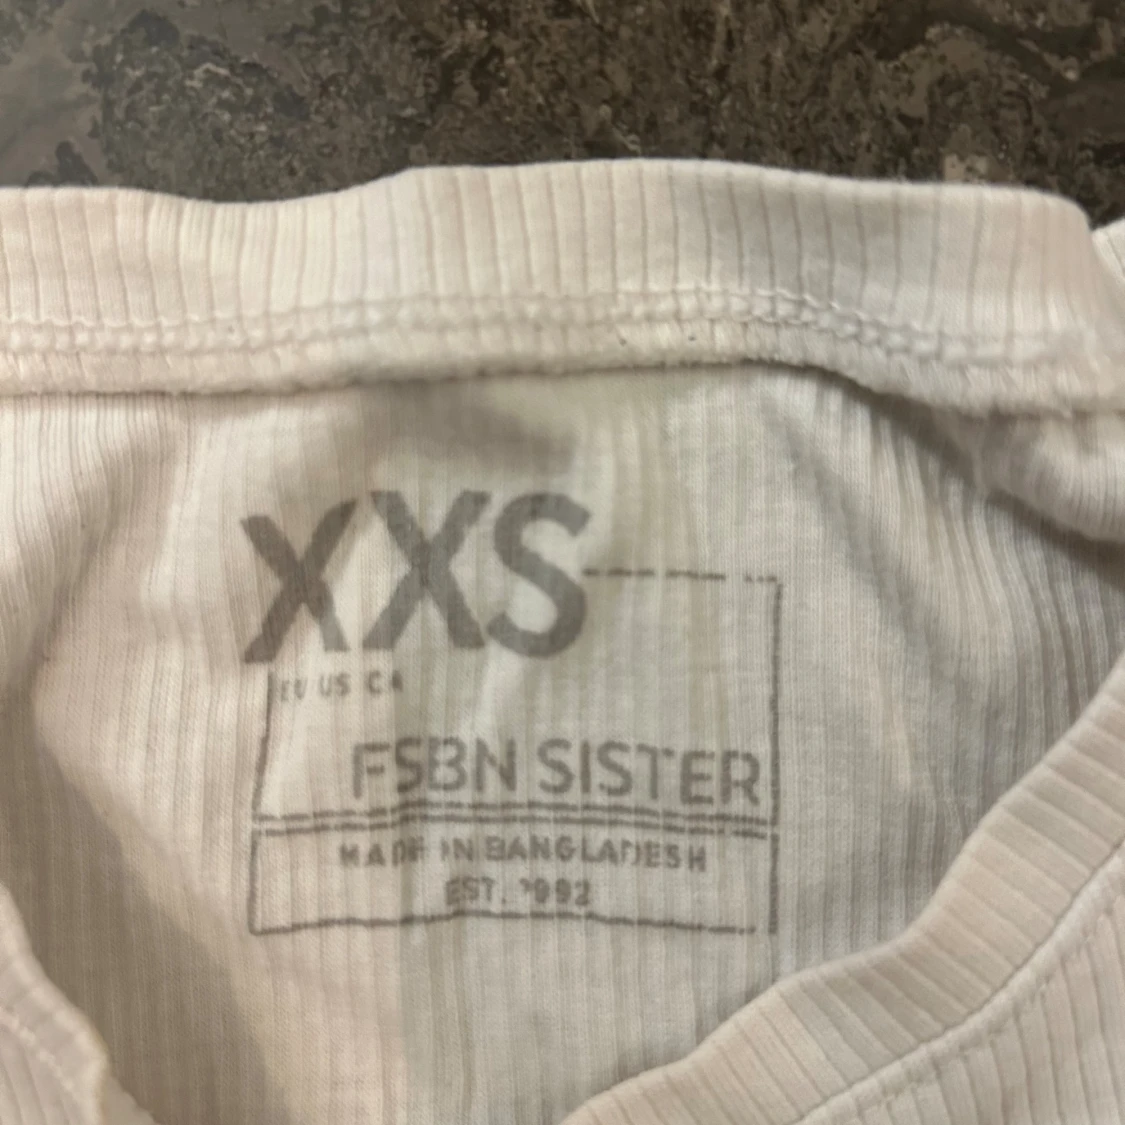 XXS
EU US CA
FSBN SISTER
MADE IN BANGLADESH
EST. 1992